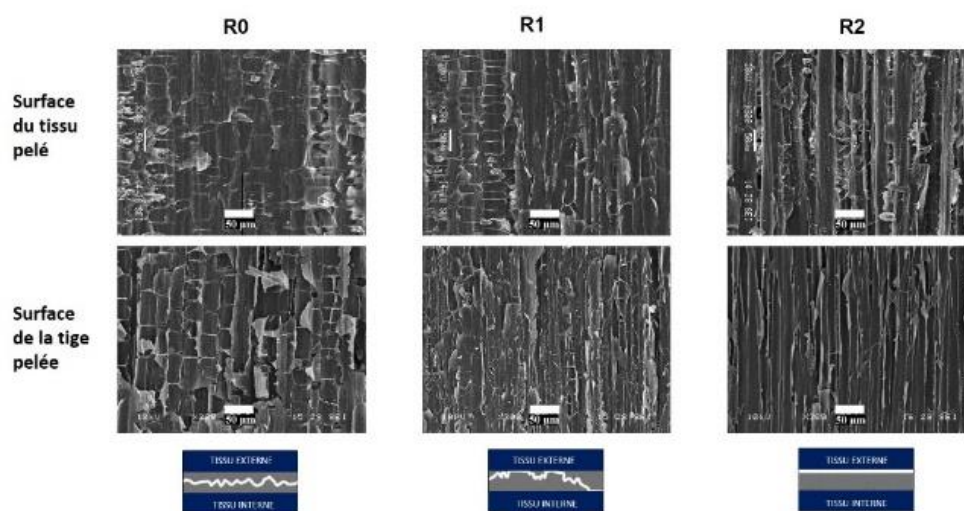 R0
R1
R2
Surface
du tissu
pelé
50 µm
50 µm
50 µm
Surface
de la tige
pelée
50 µm
50 µm
50 µm
TISSU EXTERNE
TISSU INTERNE
TISSU EXTERNE
TISSU INTERNE
TISSU EXTERNE
TISSU INTERNE